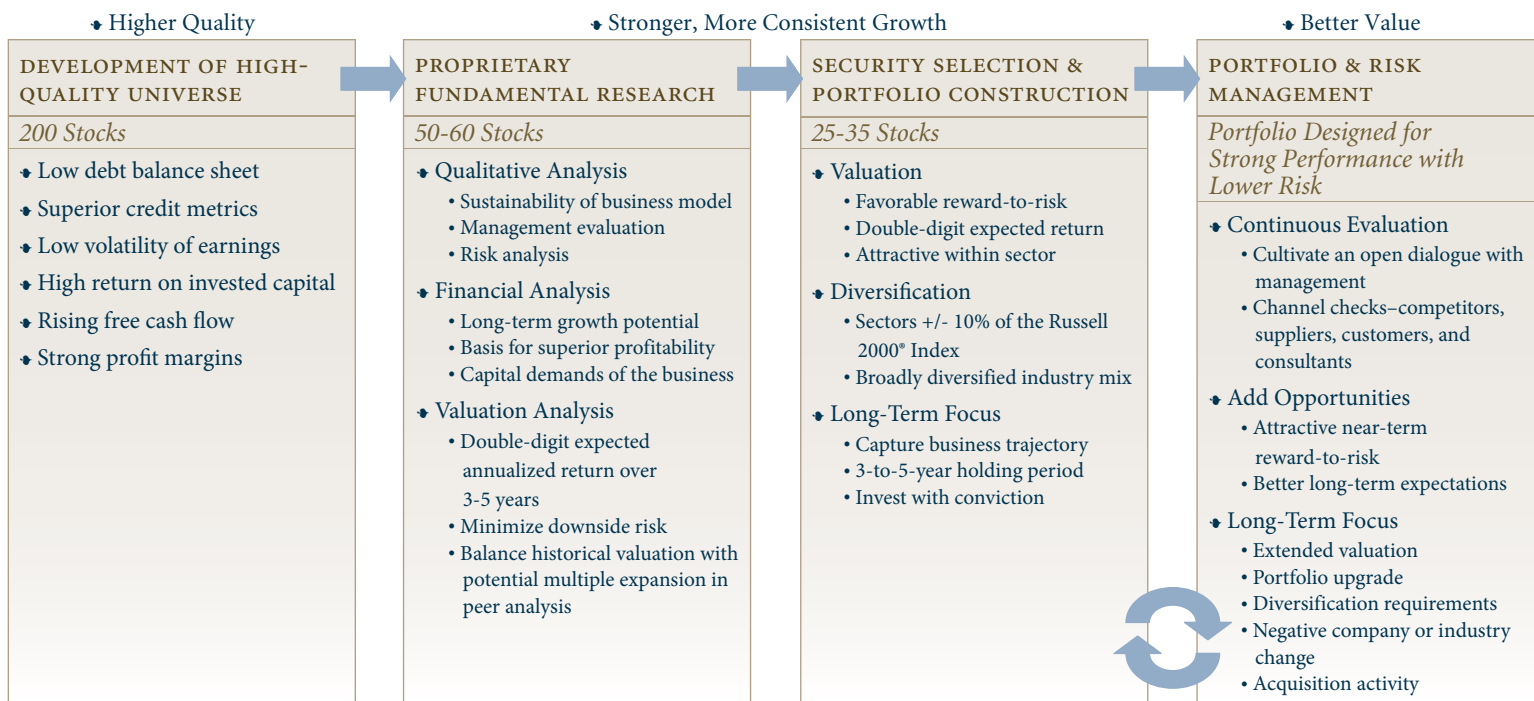 Higher Quality
Stronger, More Consistent Growth
Better Value
DEVELOPMENT OF HIGH-
QUALITY UNIVERSE
200 Stocks
Low debt balance sheet
Superior credit metrics
Low volatility of earnings
High return on invested capital
Rising free cash flow
Strong profit margins
PROPRIETARY
FUNDAMENTAL RESEARCH
50-60 Stocks
Qualitative Analysis
• Sustainability of business model
• Management evaluation
• Risk analysis
Financial Analysis
• Long-term growth potential
• Basis for superior profitability
• Capital demands of the business
Valuation Analysis
• Double-digit expected
annualized return over
3-5 years
• Minimize downside risk
• Balance historical valuation with
potential multiple expansion in
peer analysis
SECURITY SELECTION &
PORTFOLIO CONSTRUCTION
25-35 Stocks
Valuation
• Favorable reward-to-risk
• Double-digit expected return
• Attractive within sector
Diversification
• Sectors +/- 10% of the Russell
2000® Index
• Broadly diversified industry mix
Long-Term Focus
• Capture business trajectory
• 3-to-5-year holding period
• Invest with conviction
PORTFOLIO & RISK
MANAGEMENT
Portfolio Designed for
Strong Performance with
Lower Risk
Continuous Evaluation
• Cultivate an open dialogue with
management
• Channel checks–competitors,
suppliers, customers, and
consultants
Add Opportunities
• Attractive near-term
reward-to-risk
• Better long-term expectations
Long-Term Focus
• Extended valuation
• Portfolio upgrade
• Diversification requirements
• Negative company or industry
change
• Acquisition activity